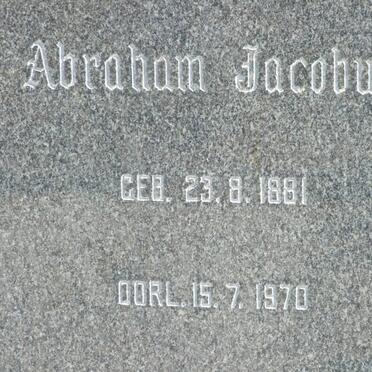 Abraham Jacobu
GEB. 23.8.1881
OORL. 15.7.1970